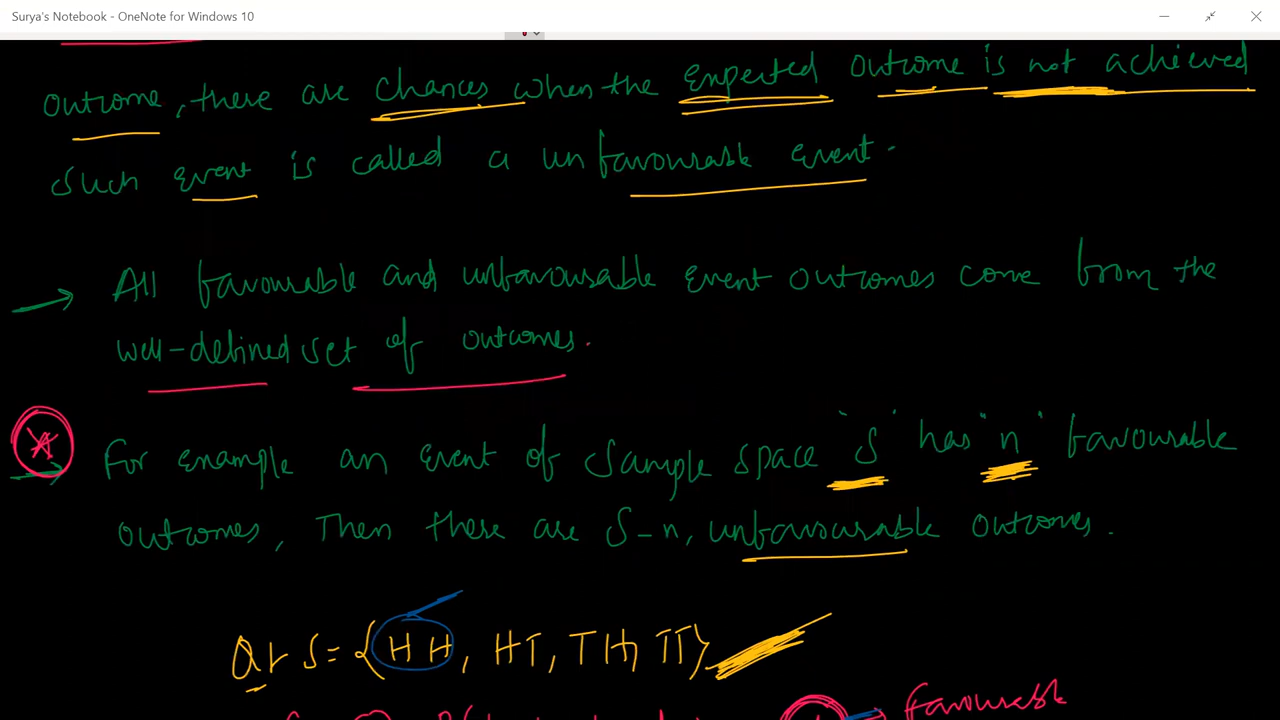 Surya's Notebook - OneNote for Windows 10
outcome, there are chances when the expected outcome is not achieved
such event is called a unfavourable event.
All favourable and unfavourable event outcomes come from the
well-defined set of outcomes.
For example an event of sample space "S" has "n" favourable
outcomes, Then there are S-n, unfavourable outcomes.
S = {HH, HT, TH, TT}
favourable